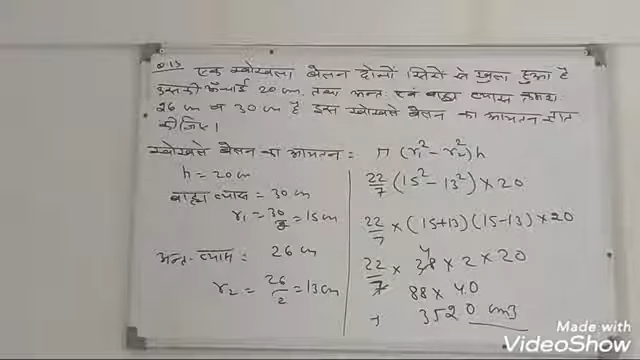 Q.13 एक खोखला बेलन दोनों सिरों से खुला हुआ है
इसकी ऊँचाई 20 cm. तथा अन्तः एवं बाह्य व्यास क्रमशः
26 cm व 30 cm है इस खोखले बेलन का आयतन ज्ञात
कीजिए।
खोखले बेलन का आयतन = π (r₁² - r₂²) h
h = 20 cm
बाह्य व्यास = 30 cm
r₁ = 30/2 = 15 cm
अन्तः व्यास = 26 cm
r₂ = 26/2 = 13 cm
22/7 (15² - 13²) × 20
22/7 × (15+13) (15-13) × 20
22/7 × 28 4 × 2 × 20
88 × 40
3520 cm3
Made with
VideoShow